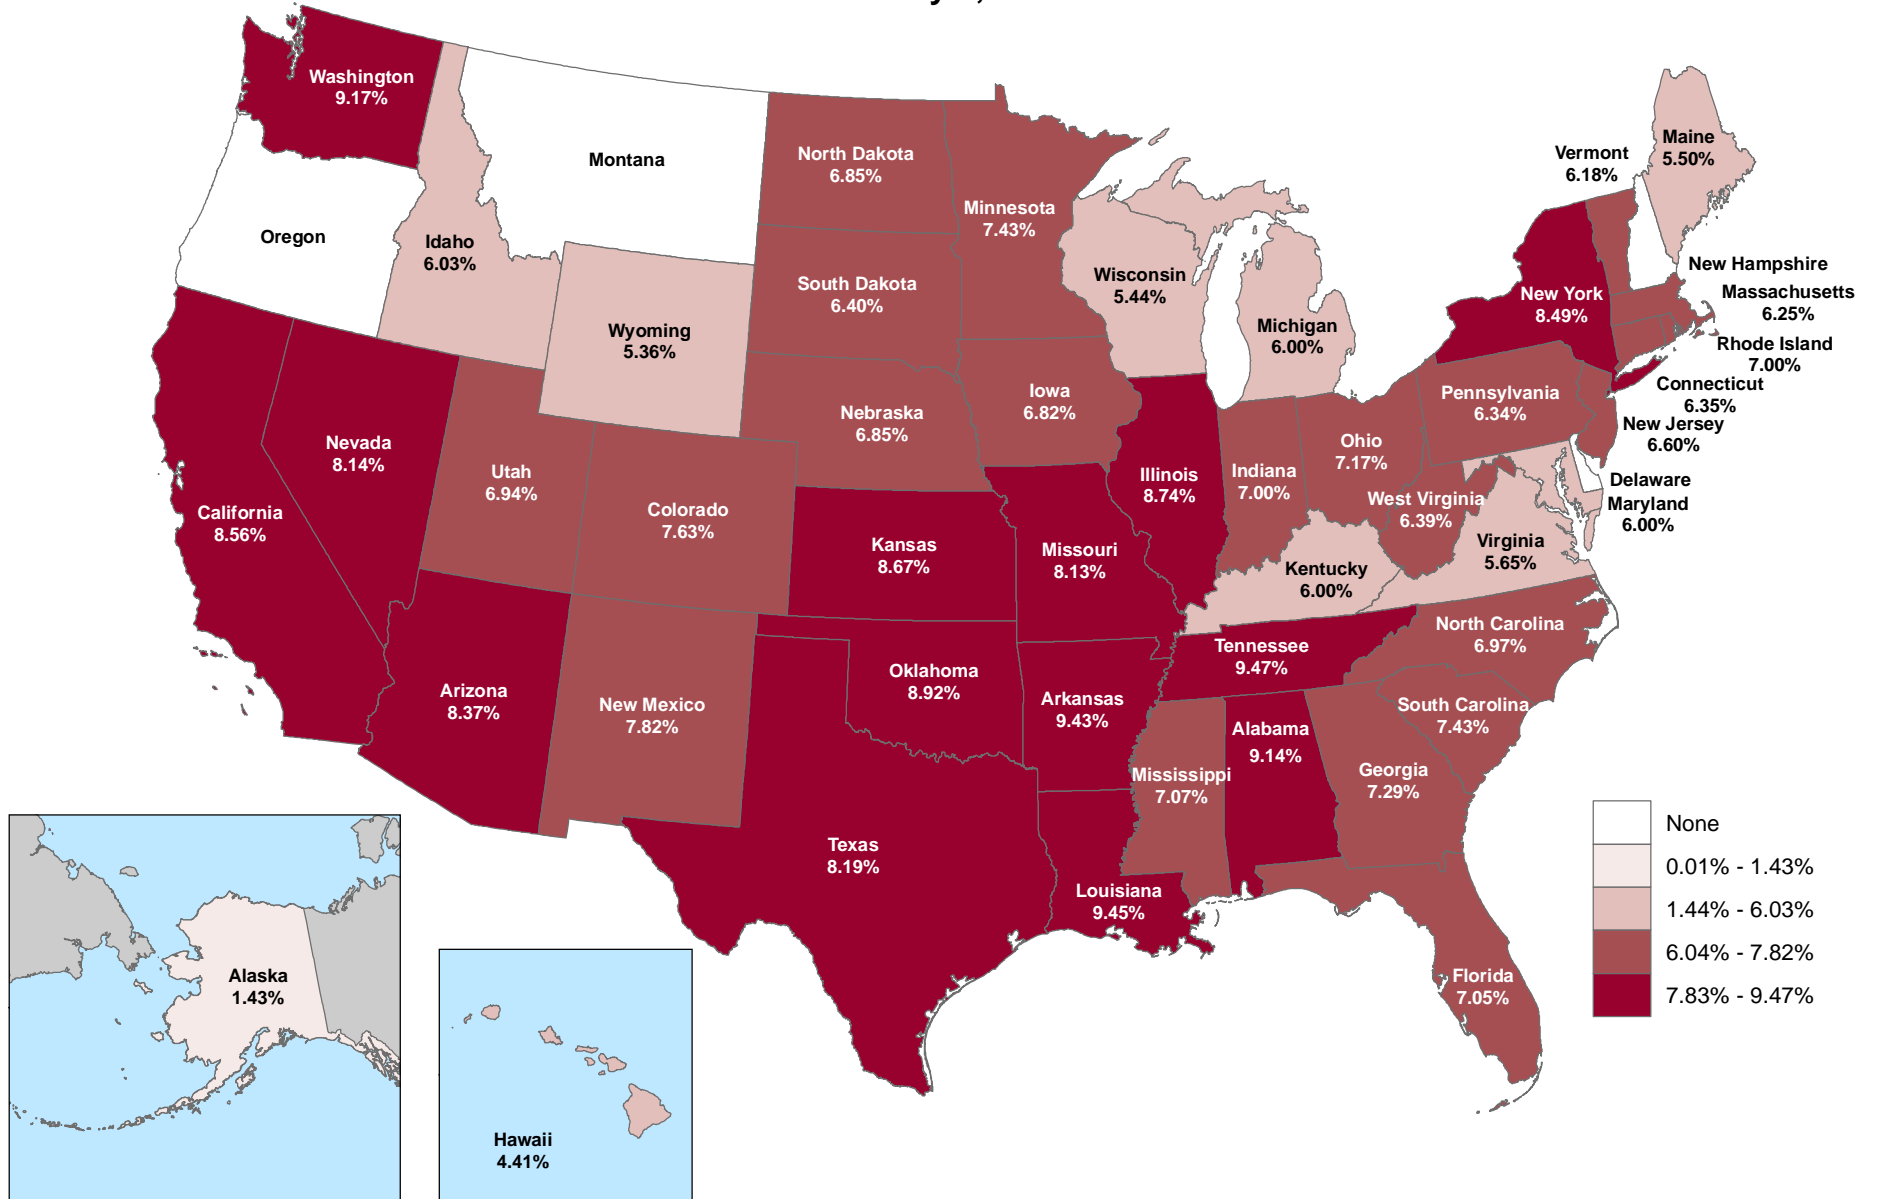 Washington
9.17%
Montana
North Dakota
6.85%
Minnesota
7.43%
Vermont
6.18%
Maine
5.50%
Oregon
Idaho
6.03%
Wyoming
5.36%
South Dakota
6.40%
Wisconsin
5.44%
Michigan
6.00%
New York
8.49%
New Hampshire
Massachusetts
6.25%
Rhode Island
7.00%
Connecticut
6.35%
New Jersey
6.60%
Delaware
Maryland
6.00%
Nevada
8.14%
Utah
6.94%
Colorado
7.63%
Nebraska
6.85%
Iowa
6.82%
Illinois
8.74%
Indiana
7.00%
Ohio
7.17%
Pennsylvania
6.34%
West Virginia
6.39%
Virginia
5.65%
California
8.56%
Kansas
8.67%
Missouri
8.13%
Kentucky
6.00%
Arizona
8.37%
New Mexico
7.82%
Oklahoma
8.92%
Arkansas
9.43%
Tennessee
9.47%
North Carolina
6.97%
South Carolina
7.43%
Texas
8.19%
Louisiana
9.45%
Mississippi
7.07%
Alabama
9.14%
Georgia
7.29%
Florida
7.05%
Alaska
1.43%
Hawaii
4.41%
None
0.01% - 1.43%
1.44% - 6.03%
6.04% - 7.82%
7.83% - 9.47%